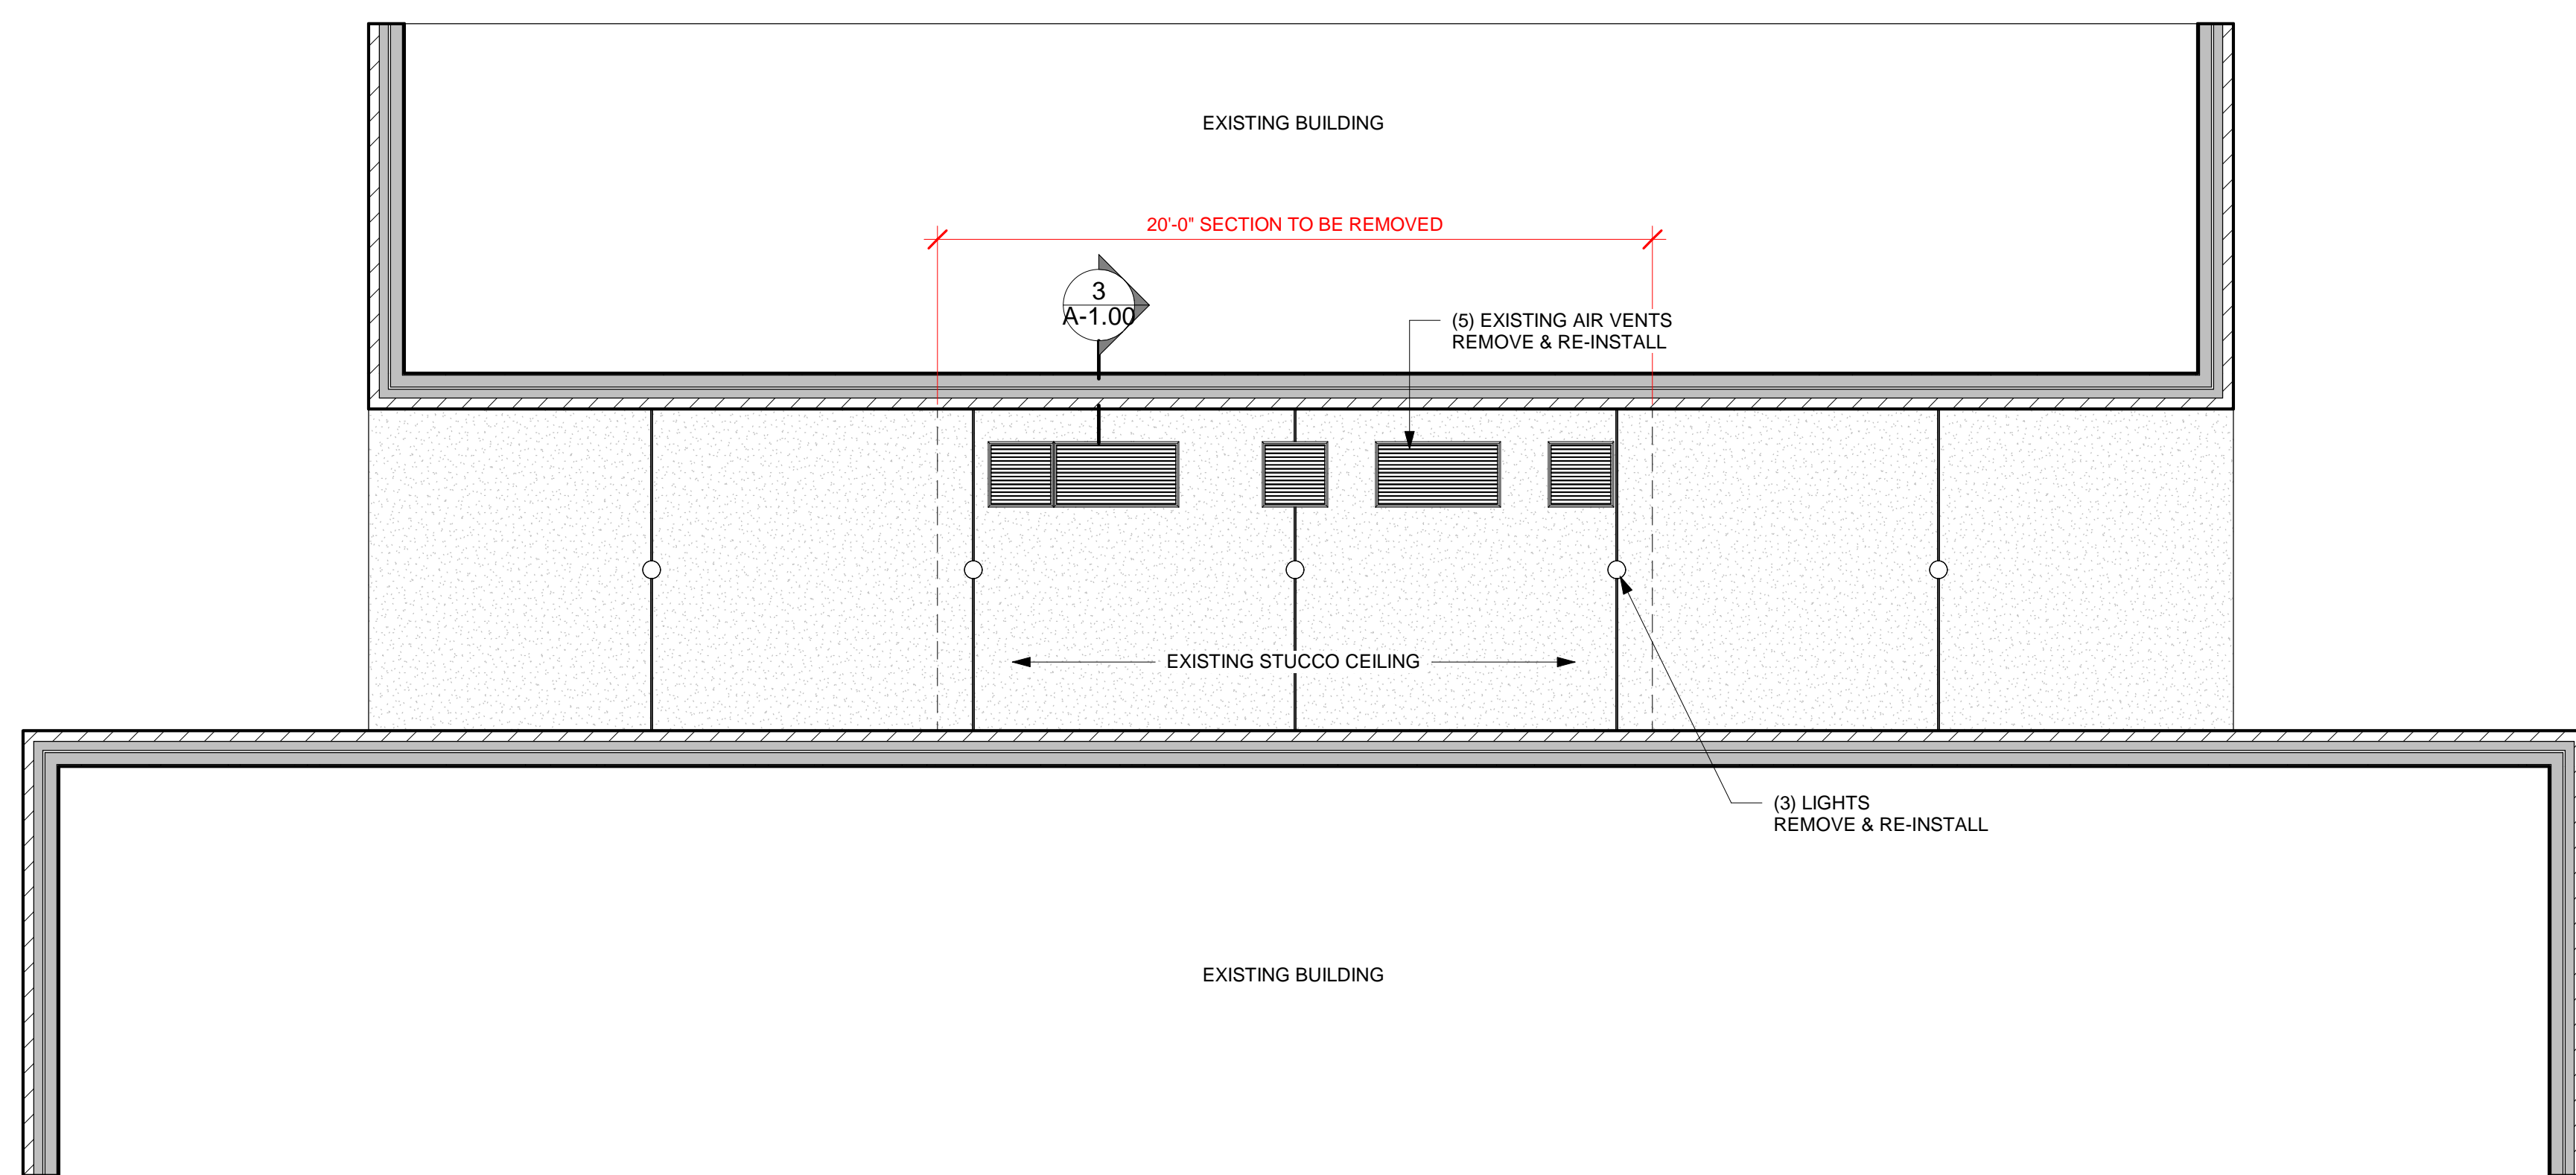 EXISTING BUILDING
20'-0" SECTION TO BE REMOVED
3
A-1.00
(5) EXISTING AIR VENTS
REMOVE & RE-INSTALL
EXISTING STUCCO CEILING
(3) LIGHTS
REMOVE & RE-INSTALL
EXISTING BUILDING